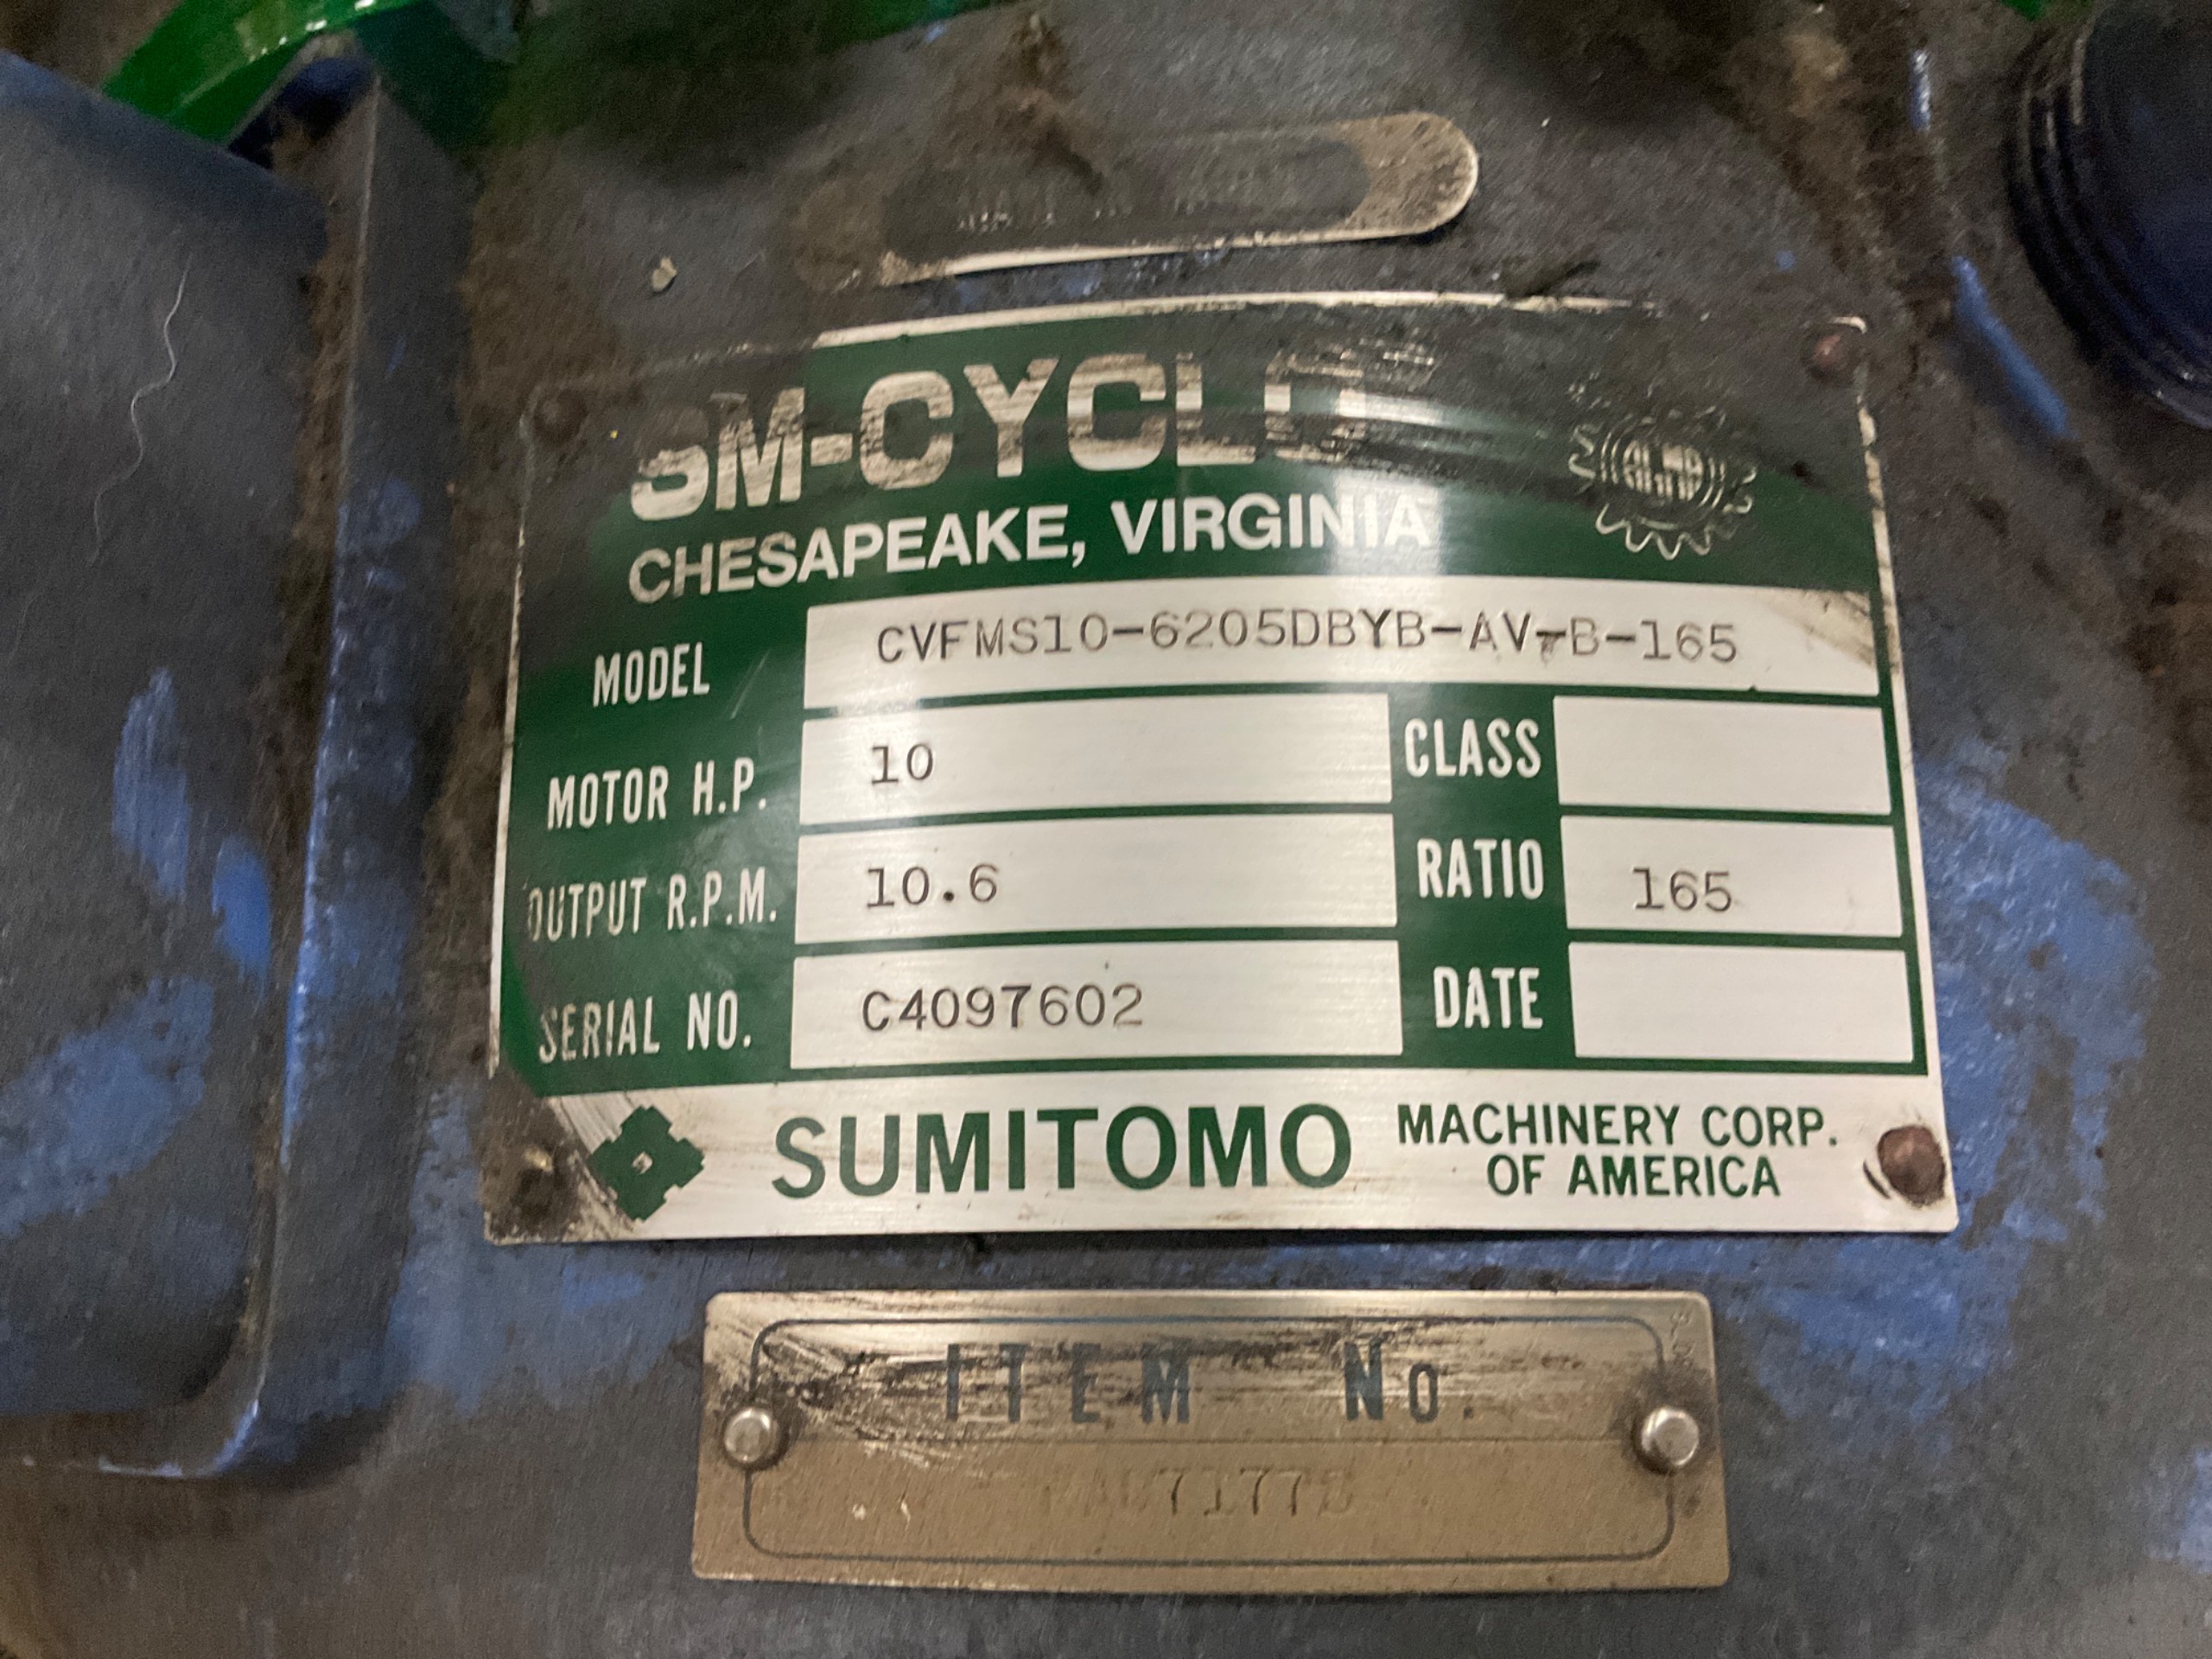 SM-CYCLO
CHESAPEAKE, VIRGINIA
MODEL CVFMS10-6205DBYB-AV-B-165
MOTOR H.P. 10 CLASS
OUTPUT R.P.M. 10.6 RATIO 165
SERIAL NO. C4097602 DATE
SUMITOMO MACHINERY CORP.
OF AMERICA
ITEM No.